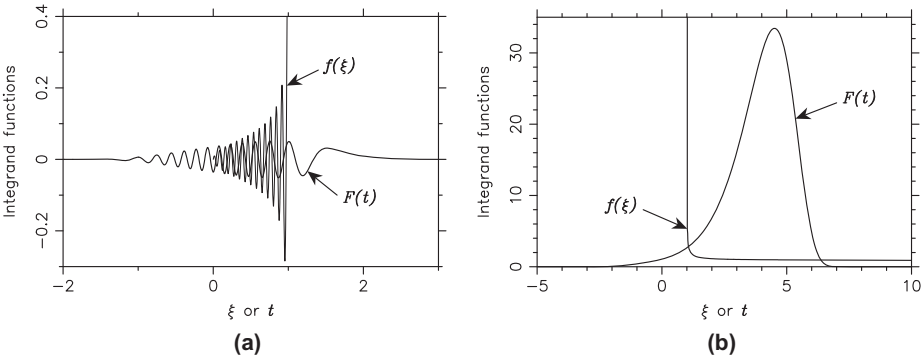 Integrand functions
0.4
0.2
0
−0.2
f(ξ)
F(t)
−2
0
2
ξ or t
(a)
Integrand functions
30
20
10
0
f(ξ)
F(t)
−5
0
5
10
ξ or t
(b)